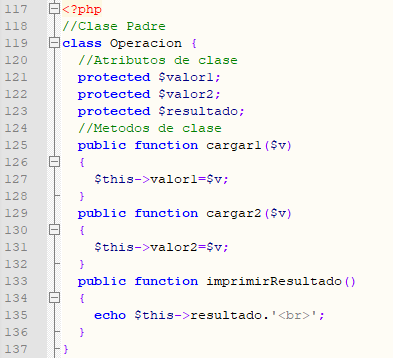 117 <?php
118 //Clase Padre
119 class Operacion {
120 //Atributos de clase
121 protected $valor1;
122 protected $valor2;
123 protected $resultado;
124 //Metodos de clase
125 public function cargar1($v)
126 {
127 $this->valor1=$v;
128 }
129 public function cargar2($v)
130 {
131 $this->valor2=$v;
132 }
133 public function imprimirResultado()
134 {
135 echo $this->resultado.'<br>';
136 }
137 }